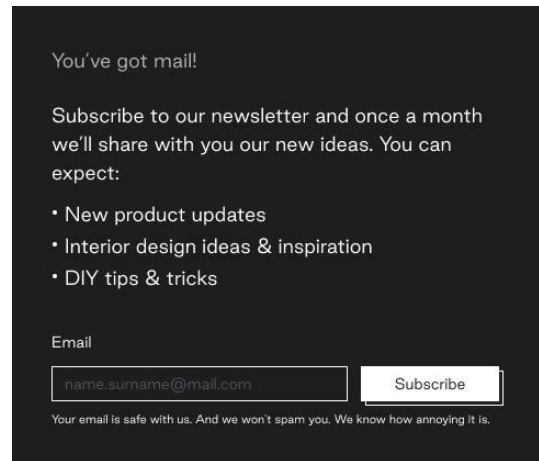 You’ve got mail!
Subscribe to our newsletter and once a month
we’ll share with you our new ideas. You can
expect:
• New product updates
• Interior design ideas & inspiration
• DIY tips & tricks
Email
name.surname@mail.com
Subscribe
Your email is safe with us. And we won’t spam you. We know how annoying it is.